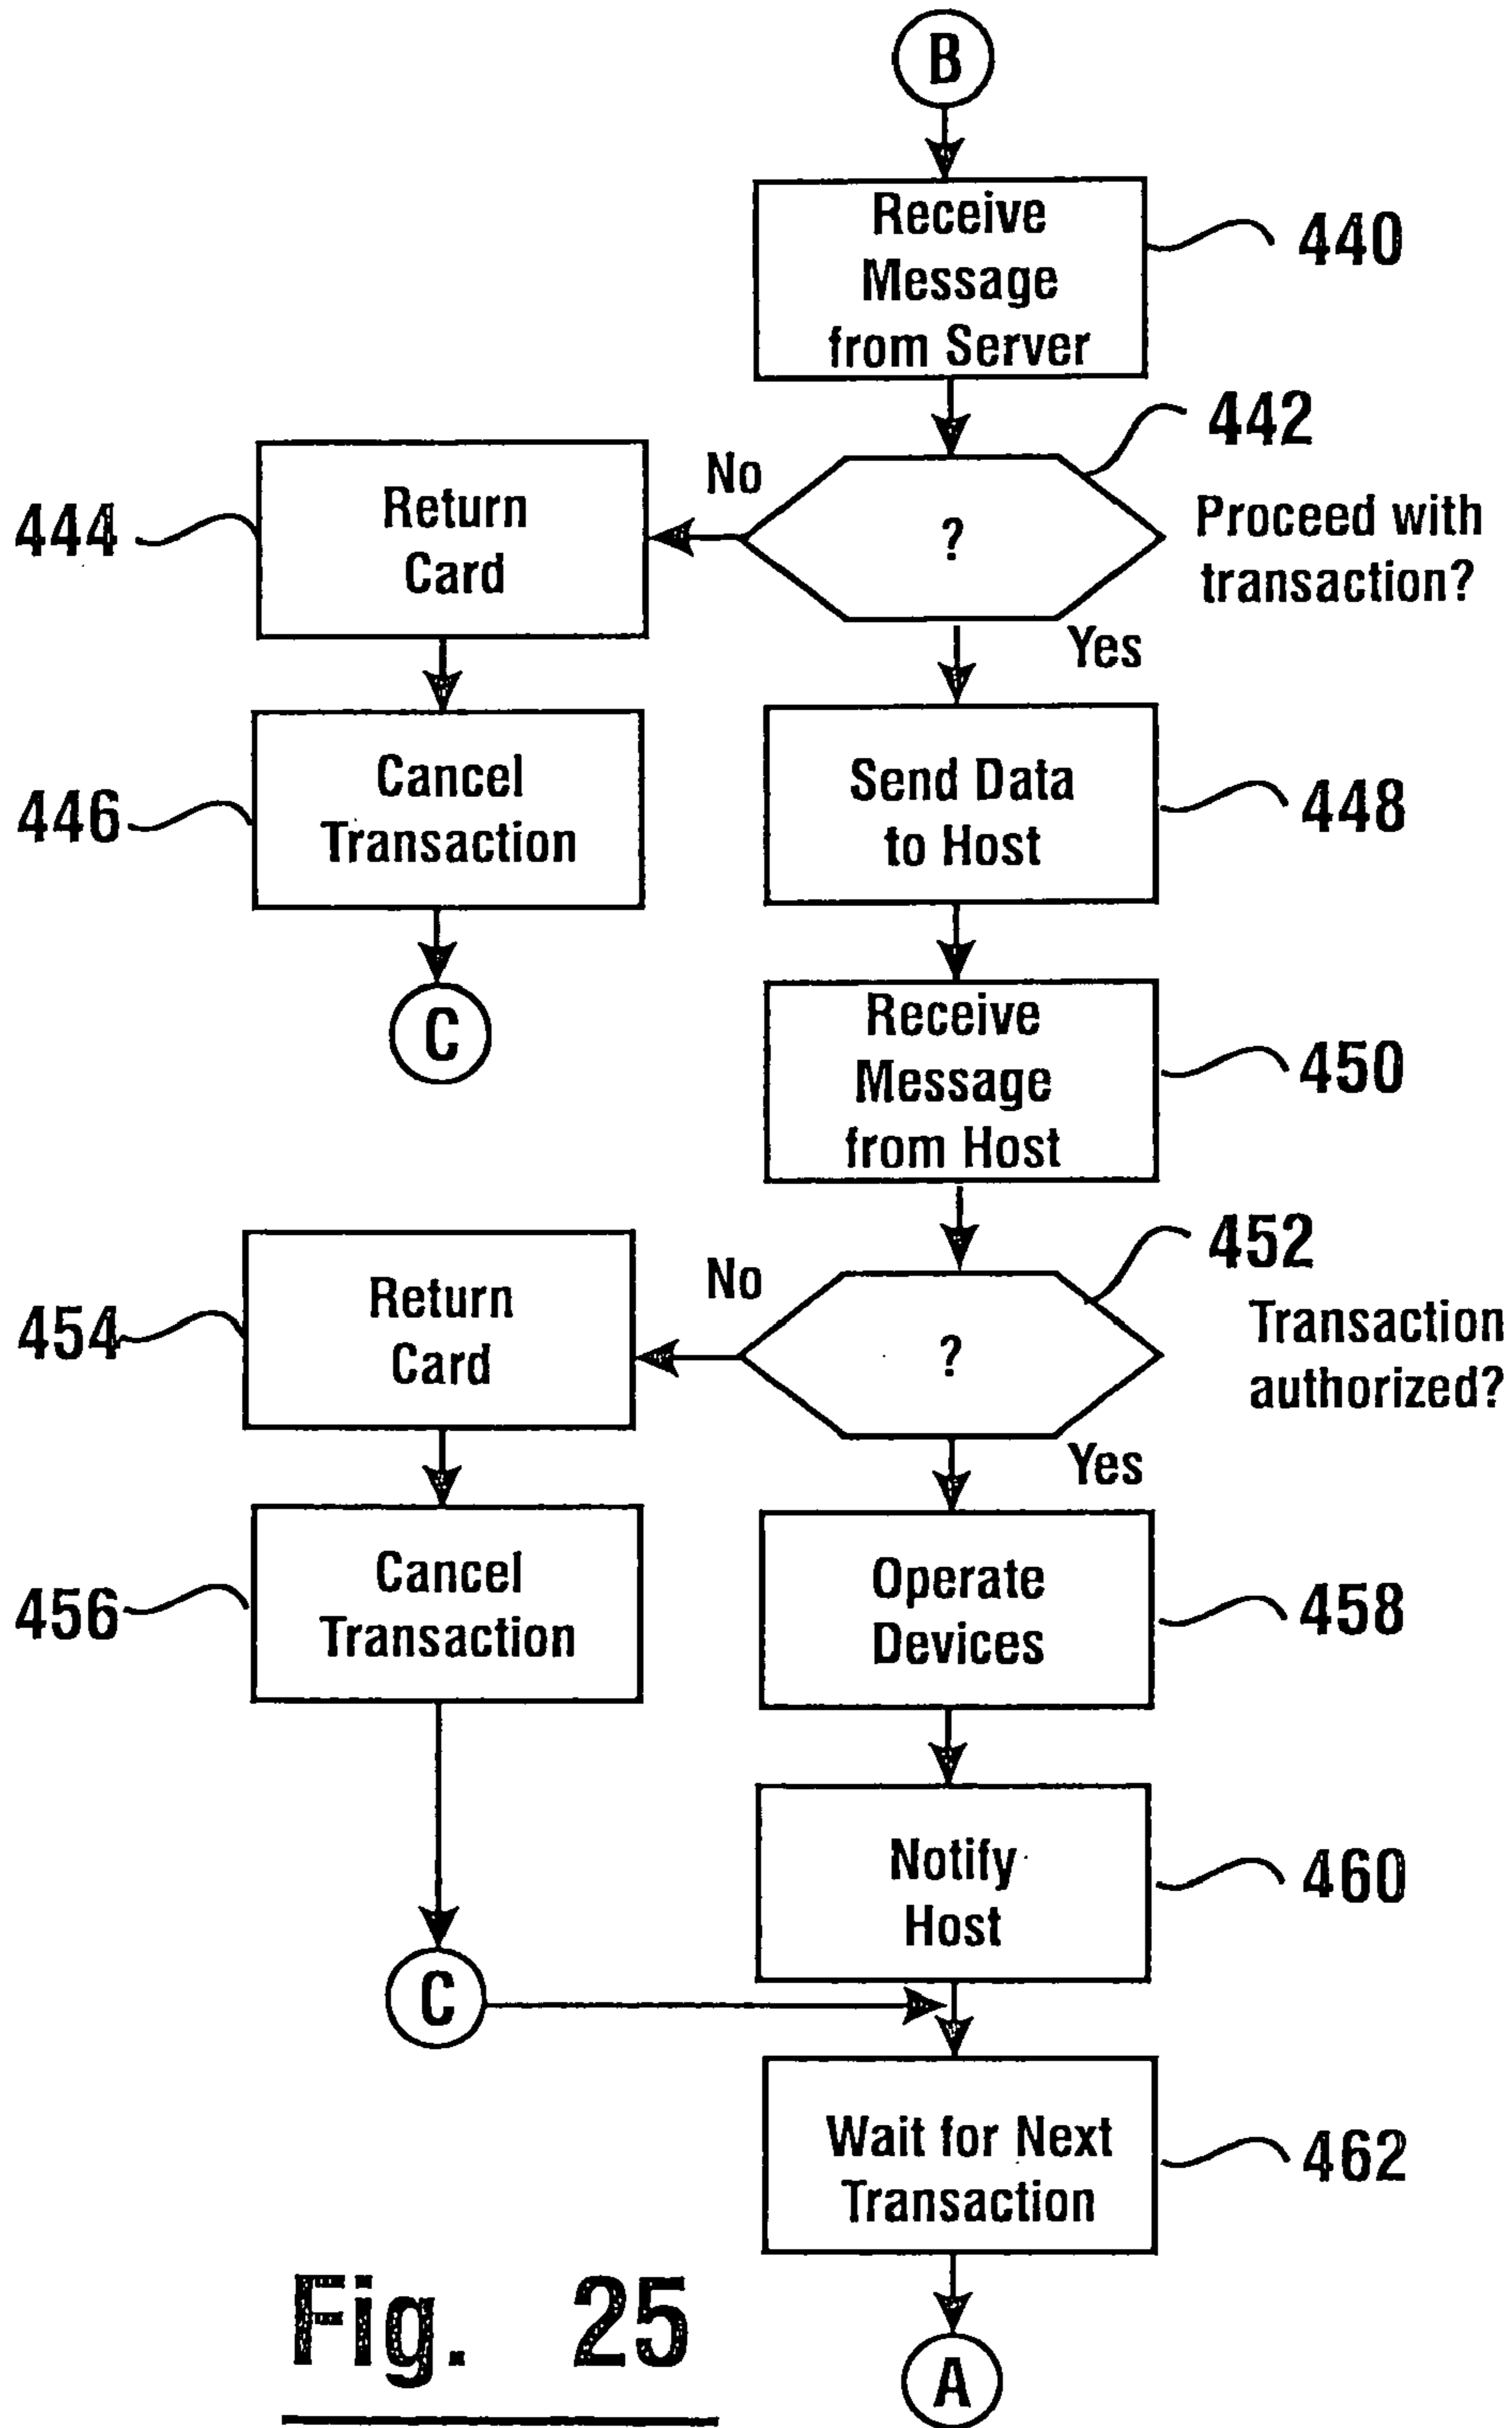 B
Receive
Message
from Server
440
442
No
?
Proceed with
transaction?
Yes
444
Return
Card
446
Cancel
Transaction
C
Send Data
to Host
448
Receive
Message
from Host
450
452
No
?
Transaction
authorized?
Yes
454
Return
Card
456
Cancel
Transaction
Operate
Devices
458
Notify
Host
460
C
Wait for Next
Transaction
462
A
Fig. 25